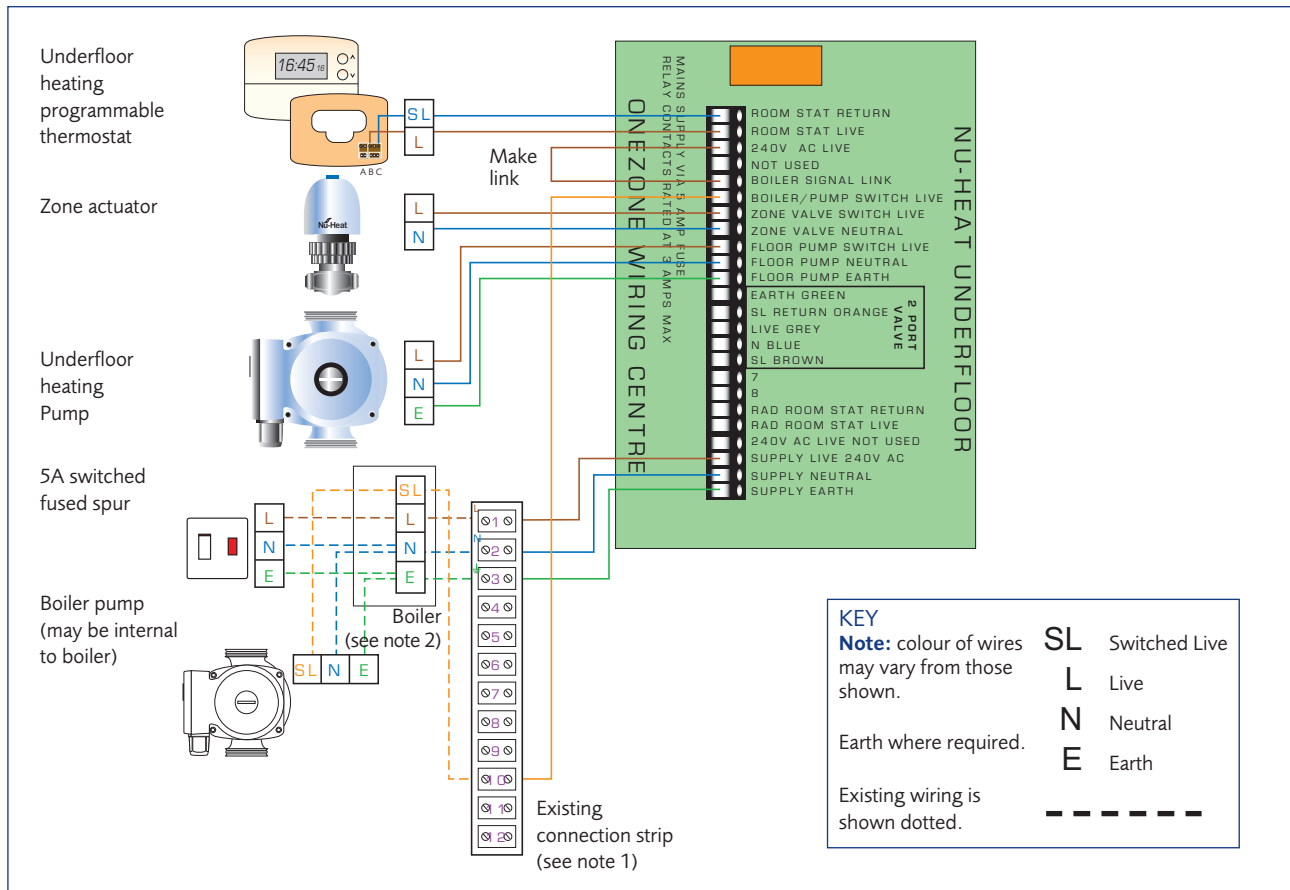 Underfloor
heating
programmable
thermostat
16:45 16
A B C
SL
L
Make
link
Zone actuator
Nu-Heat
L
N
Underfloor
heating
Pump
L
N
E
5A switched
fused spur
L
N
E
SL
L
N
E
Boiler
(see note 2)
Boiler pump
(may be internal
to boiler)
SL N E
L
N
1
2
3
4
5
6
7
8
9
10
11
12
Existing
connection strip
(see note 1)
ONEZONE WIRING CENTRE
MAINS SUPPLY VIA 5 AMP FUSE
RELAY CONTACTS RATED AT 3 AMPS MAX
ROOM STAT RETURN
ROOM STAT LIVE
240V AC LIVE
NOT USED
BOILER SIGNAL LINK
BOILER/PUMP SWITCH LIVE
ZONE VALVE SWITCH LIVE
ZONE VALVE NEUTRAL
FLOOR PUMP SWITCH LIVE
FLOOR PUMP NEUTRAL
FLOOR PUMP EARTH
EARTH GREEN
SL RETURN ORANGE
LIVE GREY
N BLUE
SL BROWN
2 PORT
VALVE
7
8
RAD ROOM STAT RETURN
RAD ROOM STAT LIVE
240V AC LIVE NOT USED
SUPPLY LIVE 240V AC
SUPPLY NEUTRAL
SUPPLY EARTH
NU-HEAT UNDERFLOOR
KEY
Note: colour of wires
may vary from those
shown.
Earth where required.
Existing wiring is
shown dotted.
SL Switched Live
L Live
N Neutral
E Earth